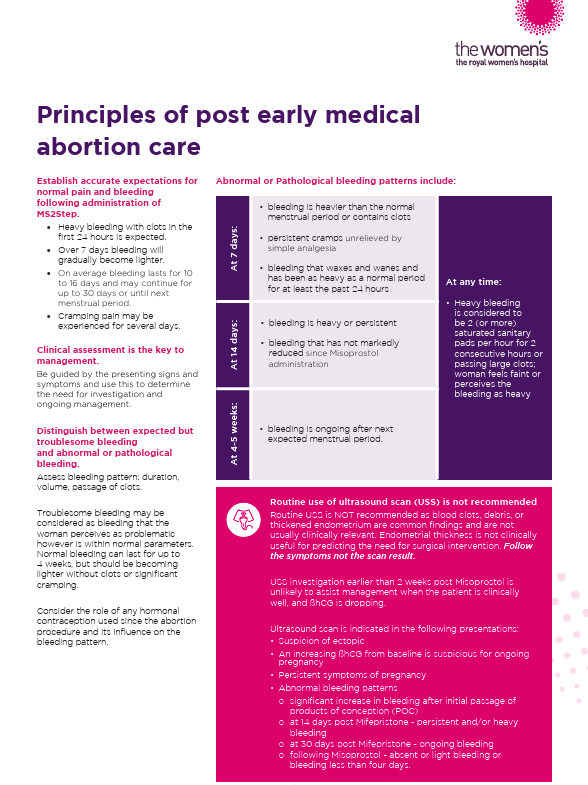 the women's
the royal women's hospital
Principles of post early medical
abortion care
Establish accurate expectations for
normal pain and bleeding
following administration of
MS2Step.
• Heavy bleeding with clots in the
first 24 hours is expected.
• Over 7 days bleeding will
gradually become lighter.
• On average bleeding lasts for 10
to 16 days and may continue for
up to 30 days or until next
menstrual period.
• Cramping pain may be
experienced for several days.
Clinical assessment is the key to
management.
Be guided by the presenting signs and
symptoms and use this to determine
the need for investigation and
ongoing management.
Distinguish between expected but
troublesome bleeding
and abnormal or pathological
bleeding.
Assess bleeding pattern: duration,
volume, passage of clots.
Troublesome bleeding may be
considered as bleeding that the
woman perceives as problematic
however is within normal parameters.
Normal bleeding can last for up to
4 weeks, but should be becoming
lighter without clots or significant
cramping.
Consider the role of any hormonal
contraception used since the abortion
procedure and its influence on the
bleeding pattern.
Abnormal or Pathological bleeding patterns include:
At 7 days:
• bleeding is heavier than the normal
menstrual period or contains clots
• persistent cramps unrelieved by
simple analgesia
• bleeding that waxes and wanes and
has been as heavy as a normal period
for at least the past 24 hours
At 14 days:
• bleeding is heavy or persistent
• bleeding that has not markedly
reduced since Misoprostol
administration
At 4-5 weeks:
• bleeding is ongoing after next
expected menstrual period.
At any time:
• Heavy bleeding
is considered to
be 2 (or more)
saturated sanitary
pads per hour for 2
consecutive hours or
passing large clots;
woman feels faint or
perceives the
bleeding as heavy
Routine use of ultrasound scan (USS) is not recommended
Routine USS is NOT recommended as blood clots, debris, or
thickened endometrium are common findings and are not
usually clinically relevant. Endometrial thickness is not clinically
useful for predicting the need for surgical intervention. Follow
the symptoms not the scan result.
USS investigation earlier than 2 weeks post Misoprostol is
unlikely to assist management when the patient is clinically
well, and ßhCG is dropping.
Ultrasound scan is indicated in the following presentations:
• Suspicion of ectopic
• An increasing ßhCG from baseline is suspicious for ongoing
pregnancy
• Persistent symptoms of pregnancy
• Abnormal bleeding patterns
o significant increase in bleeding after initial passage of
products of conception (POC)
o at 14 days post Mifepristone - persistent and/or heavy
bleeding
o at 30 days post Mifepristone - ongoing bleeding
o following Misoprostol - absent or light bleeding or
bleeding less than four days.